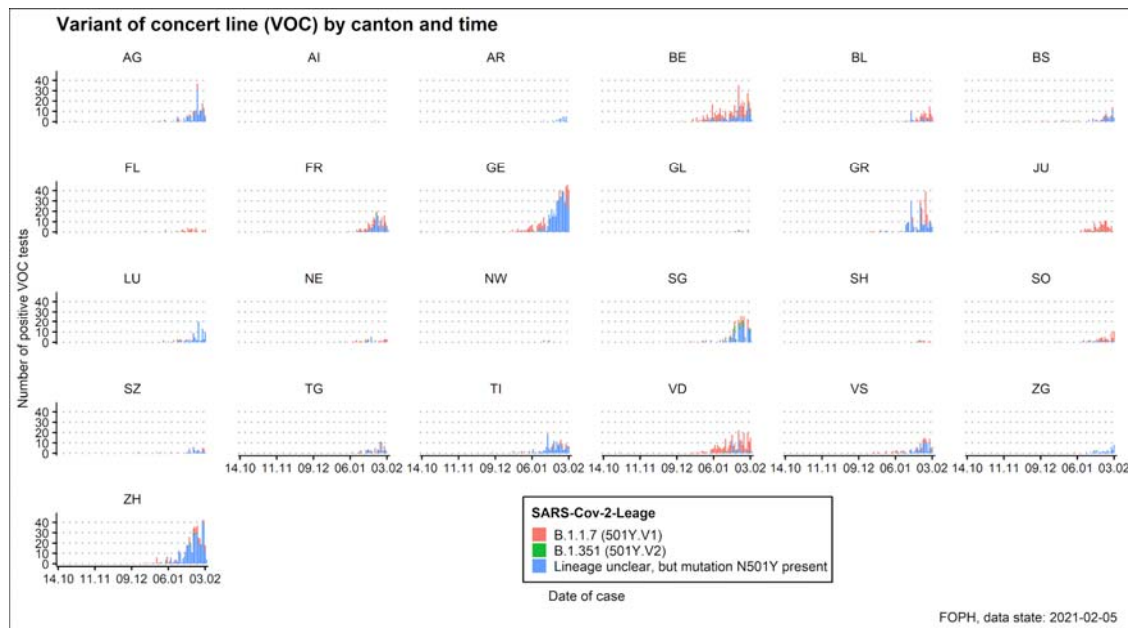 Variant of concert line (VOC) by canton and time
AG AI AR BE BL BS
40
30
20
10
0
FL FR GE GL GR JU
40
30
20
10
0
LU NE NW SG SH SO
40
30
20
10
0
SZ TG TI VD VS ZG
40
30
20
10
0
14.10 11.11 09.12 06.01 03.02 14.10 11.11 09.12 06.01 03.02 14.10 11.11 09.12 06.01 03.02 14.10 11.11 09.12 06.01 03.02 14.10 11.11 09.12 06.01 03.02
ZH
40
30
20
10
0
14.10 11.11 09.12 06.01 03.02
Number of positive VOC tests
SARS-Cov-2-Leage
B.1.1.7 (501Y.V1)
B.1.351 (501Y.V2)
Lineage unclear, but mutation N501Y present
Date of case
FOPH, data state: 2021-02-05